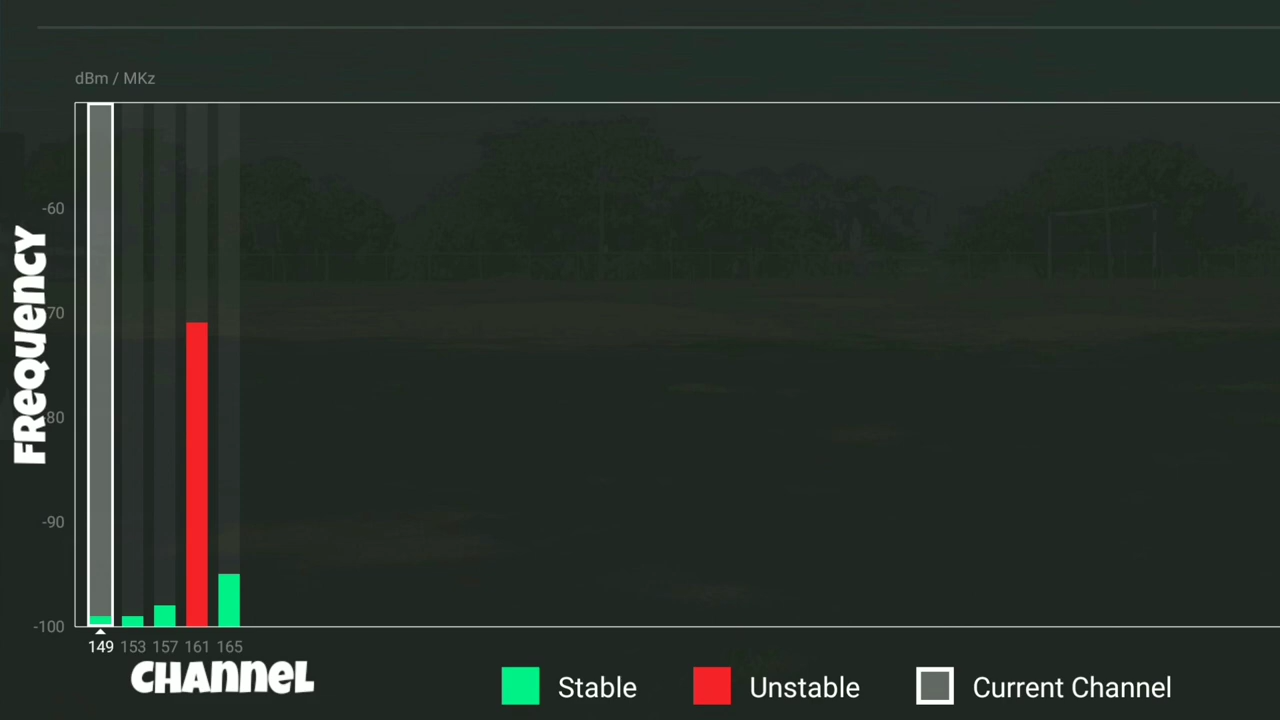 dBm / MKz
-60
-70
-80
-90
-100
Frequency
149 153 157 161 165
Channel
Stable Unstable Current Channel